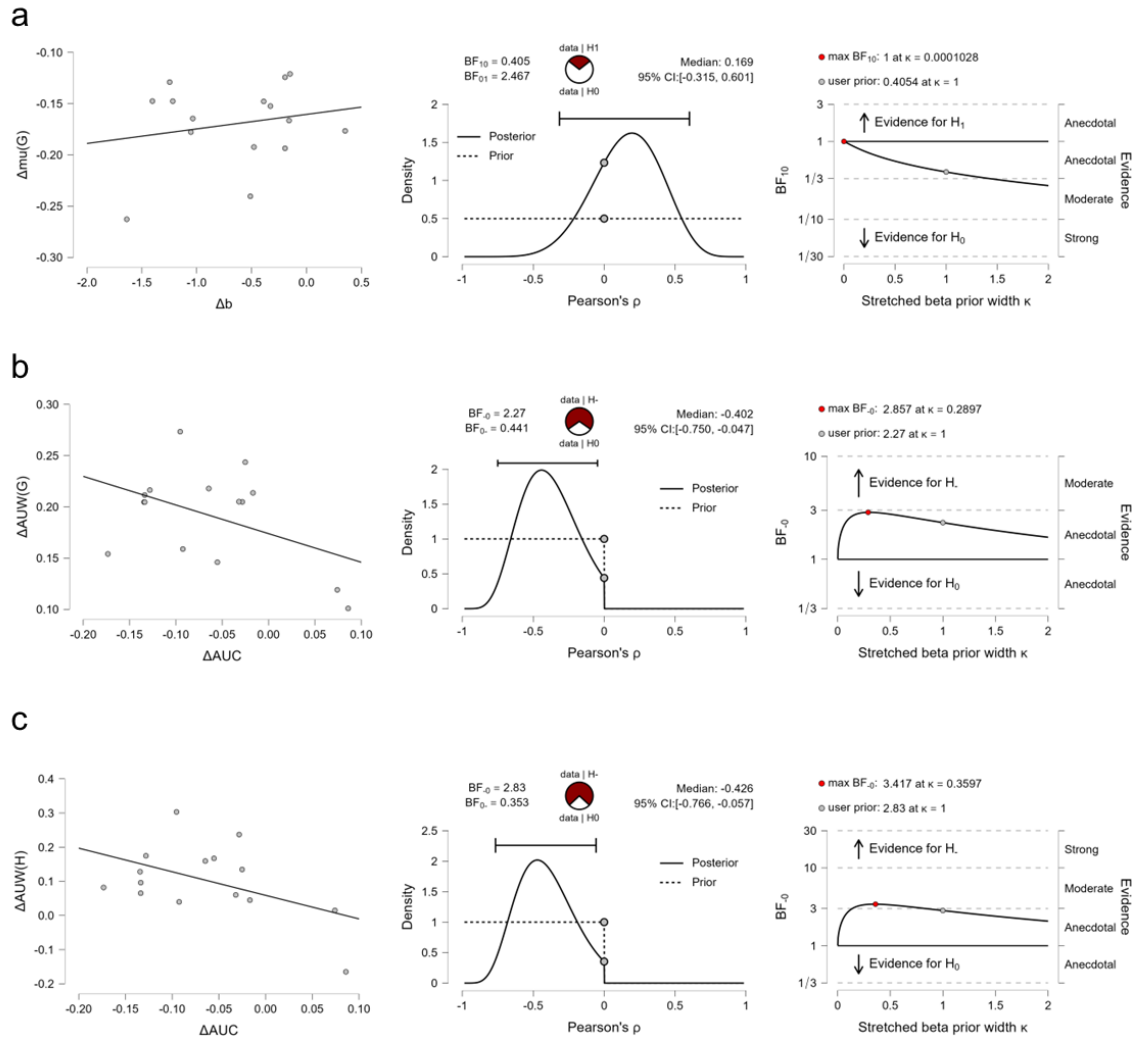 a
-0.10
-0.15
-0.20
-0.25
-0.30
Δmu(G)
-2.0 -1.5 -1.0 -0.5 0.0 0.5
Δb
BF₁₀ = 0.405
BF₀₁ = 2.467
data | H1
data | H0
Median: 0.169
95% CI:[-0.315, 0.601]
2
1.5
1
0.5
0
Density
Posterior
Prior
-1 -0.5 0 0.5 1
Pearson's ρ
max BF₁₀: 1 at κ = 0.0001028
user prior: 0.4054 at κ = 1
3
1
1/3
1/10
1/30
BF₁₀
Evidence for H₁
Evidence for H₀
Anecdotal
Anecdotal
Moderate
Strong
Evidence
0 0.5 1 1.5 2
Stretched beta prior width κ
b
0.30
0.25
0.20
0.15
0.10
ΔAUW(G)
-0.20 -0.15 -0.10 -0.05 0.00 0.05 0.10
ΔAUC
BF₋₀ = 2.27
BF₀₋ = 0.441
data | H-
data | H0
Median: -0.402
95% CI:[-0.750, -0.047]
2
1.5
1
0.5
0
Density
Posterior
Prior
-1 -0.5 0 0.5 1
Pearson's ρ
max BF₋₀: 2.857 at κ = 0.2897
user prior: 2.27 at κ = 1
10
3
1
1/3
BF₋₀
Evidence for H₋
Evidence for H₀
Moderate
Anecdotal
Anecdotal
Evidence
0 0.5 1 1.5 2
Stretched beta prior width κ
c
0.4
0.3
0.2
0.1
0.0
-0.1
-0.2
ΔAUW(H)
-0.20 -0.15 -0.10 -0.05 0.00 0.05 0.10
ΔAUC
BF₋₀ = 2.83
BF₀₋ = 0.353
data | H-
data | H0
Median: -0.426
95% CI:[-0.766, -0.057]
2.5
2
1.5
1
0.5
0
Density
Posterior
Prior
-1 -0.5 0 0.5 1
Pearson's ρ
max BF₋₀: 3.417 at κ = 0.3597
user prior: 2.83 at κ = 1
30
10
3
1
1/3
BF₋₀
Evidence for H₋
Evidence for H₀
Strong
Moderate
Anecdotal
Anecdotal
Evidence
0 0.5 1 1.5 2
Stretched beta prior width κ